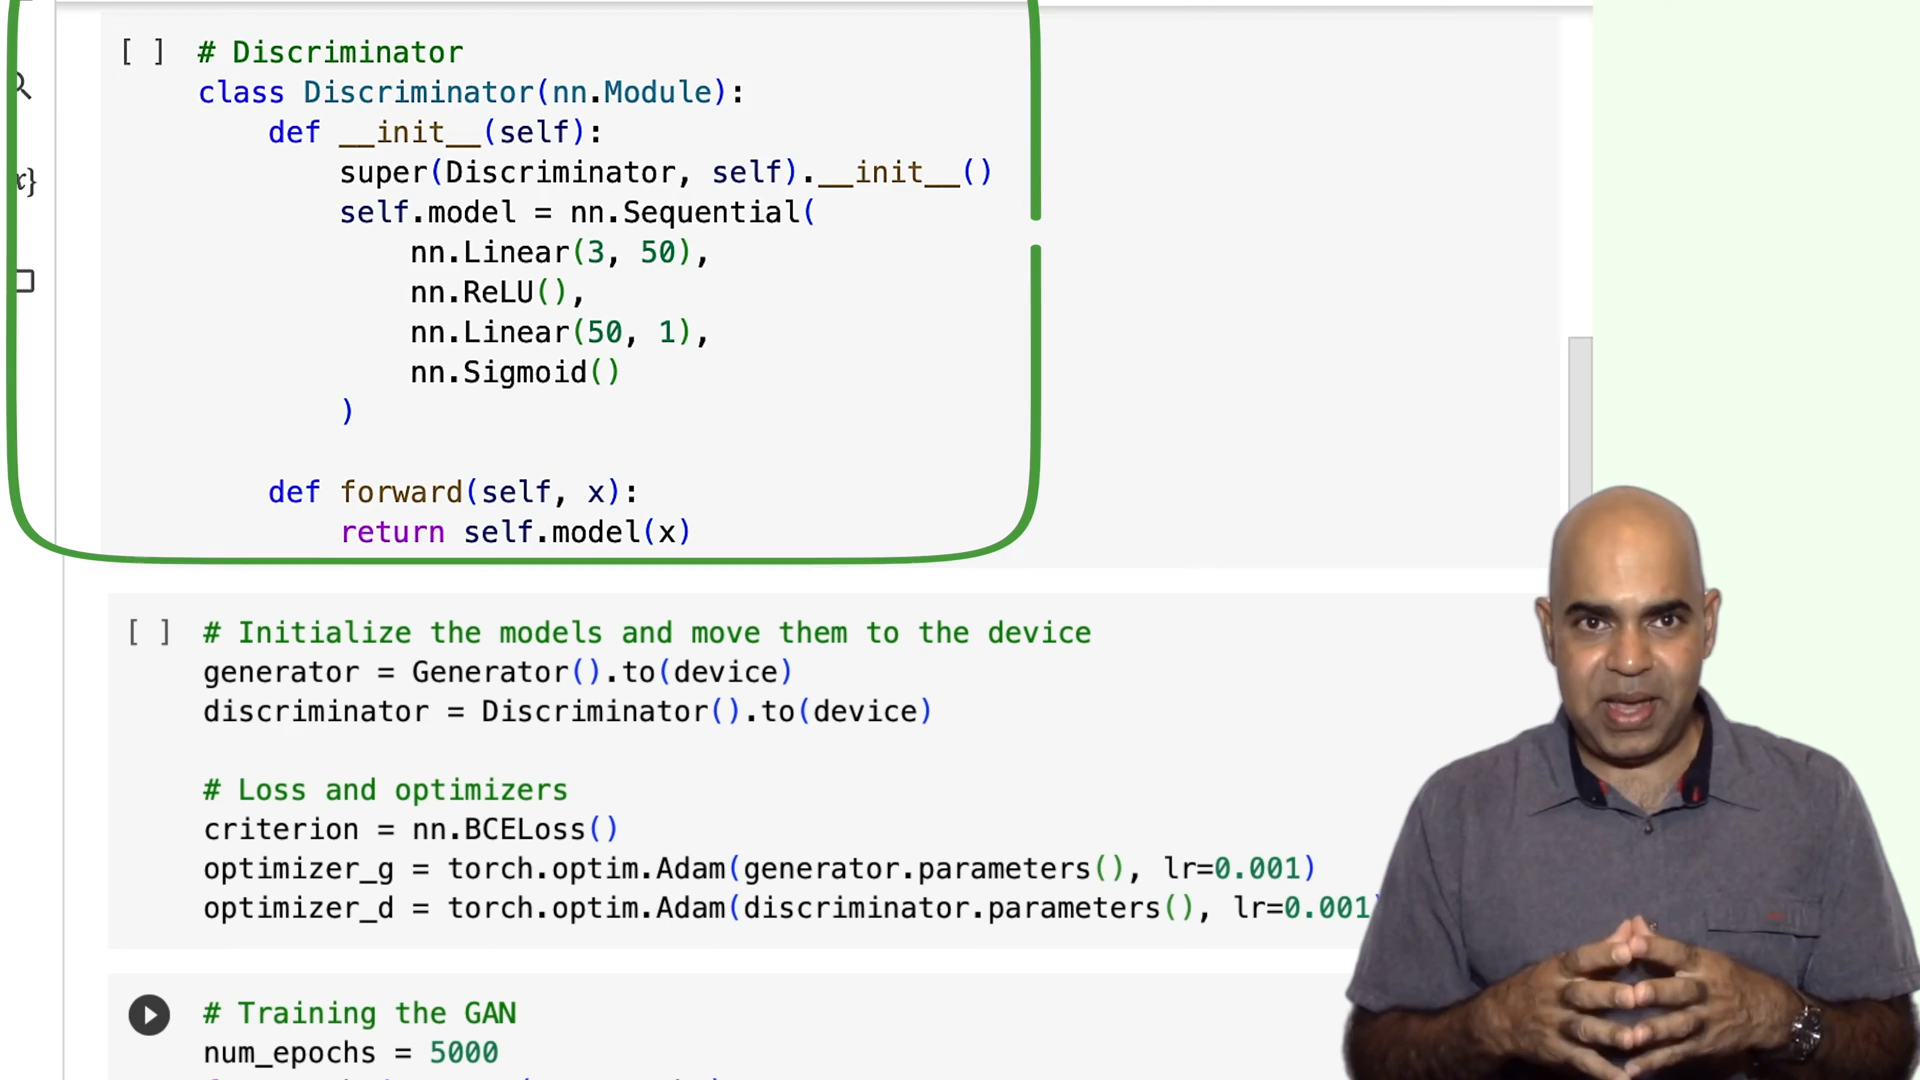 [ ] # Discriminator
class Discriminator(nn.Module):
def __init__(self):
super(Discriminator, self).__init__()
self.model = nn.Sequential(
nn.Linear(3, 50),
nn.ReLU(),
nn.Linear(50, 1),
nn.Sigmoid()
)
def forward(self, x):
return self.model(x)
[ ] # Initialize the models and move them to the device
generator = Generator().to(device)
discriminator = Discriminator().to(device)
# Loss and optimizers
criterion = nn.BCELoss()
optimizer_g = torch.optim.Adam(generator.parameters(), lr=0.001)
optimizer_d = torch.optim.Adam(discriminator.parameters(), lr=0.001
# Training the GAN
num_epochs = 5000